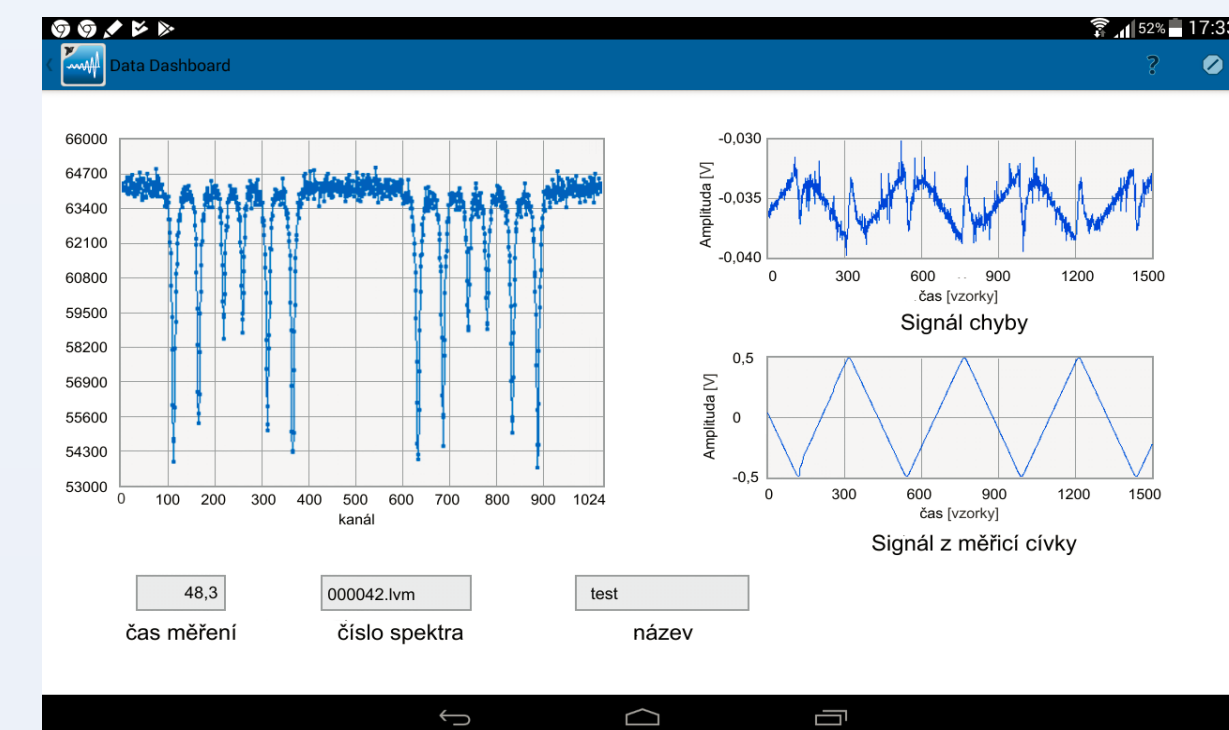 52% 17:33
Data Dashboard
66000
64700
63400
62100
60800
59500
58200
56900
55600
54300
53000
0 100 200 300 400 500 600 700 800 900 1024
kanál
-0,030
-0,035
-0,040
Amplituda [V]
0 300 600 900 1200 1500
čas [vzorky]
Signál chyby
0,5
0
-0,5
Amplituda [V]
0 300 600 900 1200 1500
čas [vzorky]
Signál z měřicí cívky
48,3 000042.lvm test
čas měření číslo spektra název